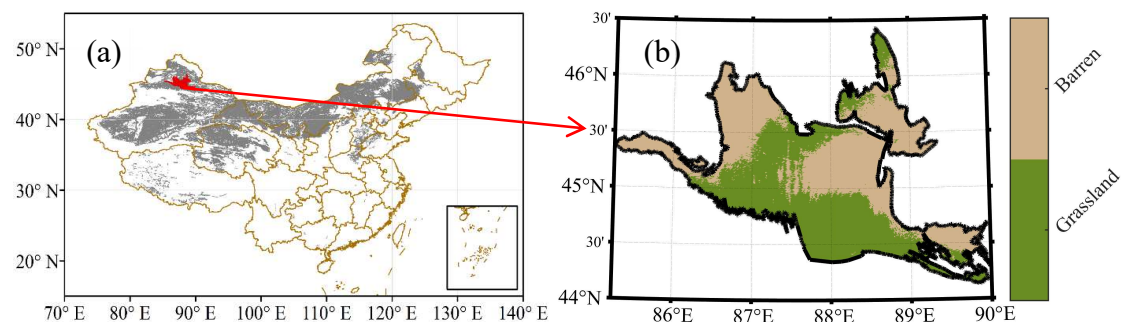 (a)
50° N
40° N
30° N
20° N
70° E
80° E
90° E
100° E
110° E
120° E
130° E
140° E
(b)
30'
46°N
30'
45°N
30'
44°N
86°E
87°E
88°E
89°E
90°E
Barren
Grassland